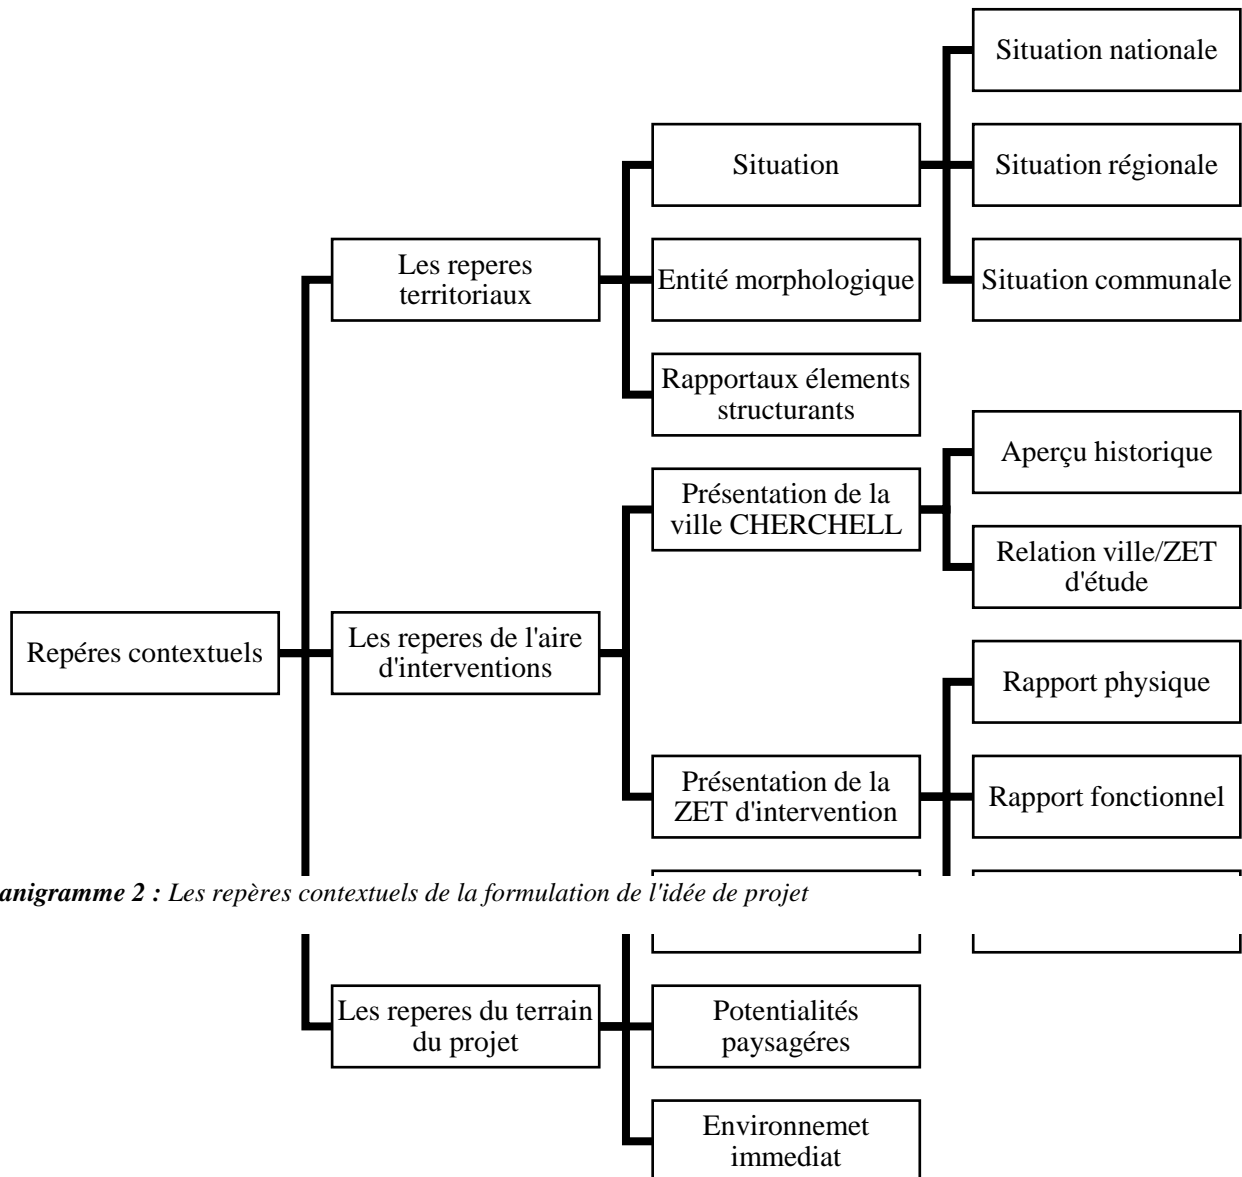 Situation nationale
Situation
Situation régionale
Les reperes
territoriaux
Entité morphologique
Situation communale
Rapportaux élements
structurants
Aperçu historique
Présentation de la
ville CHERCHELL
Relation ville/ZET
d'étude
Repéres contextuels
Les reperes de l'aire
d'interventions
Rapport physique
Présentation de la
ZET d'intervention
Rapport fonctionnel
anigramme 2 : Les repères contextuels de la formulation de l'idée de projet
Les reperes du terrain
du projet
Potentialités
paysagéres
Environnemet
immediat